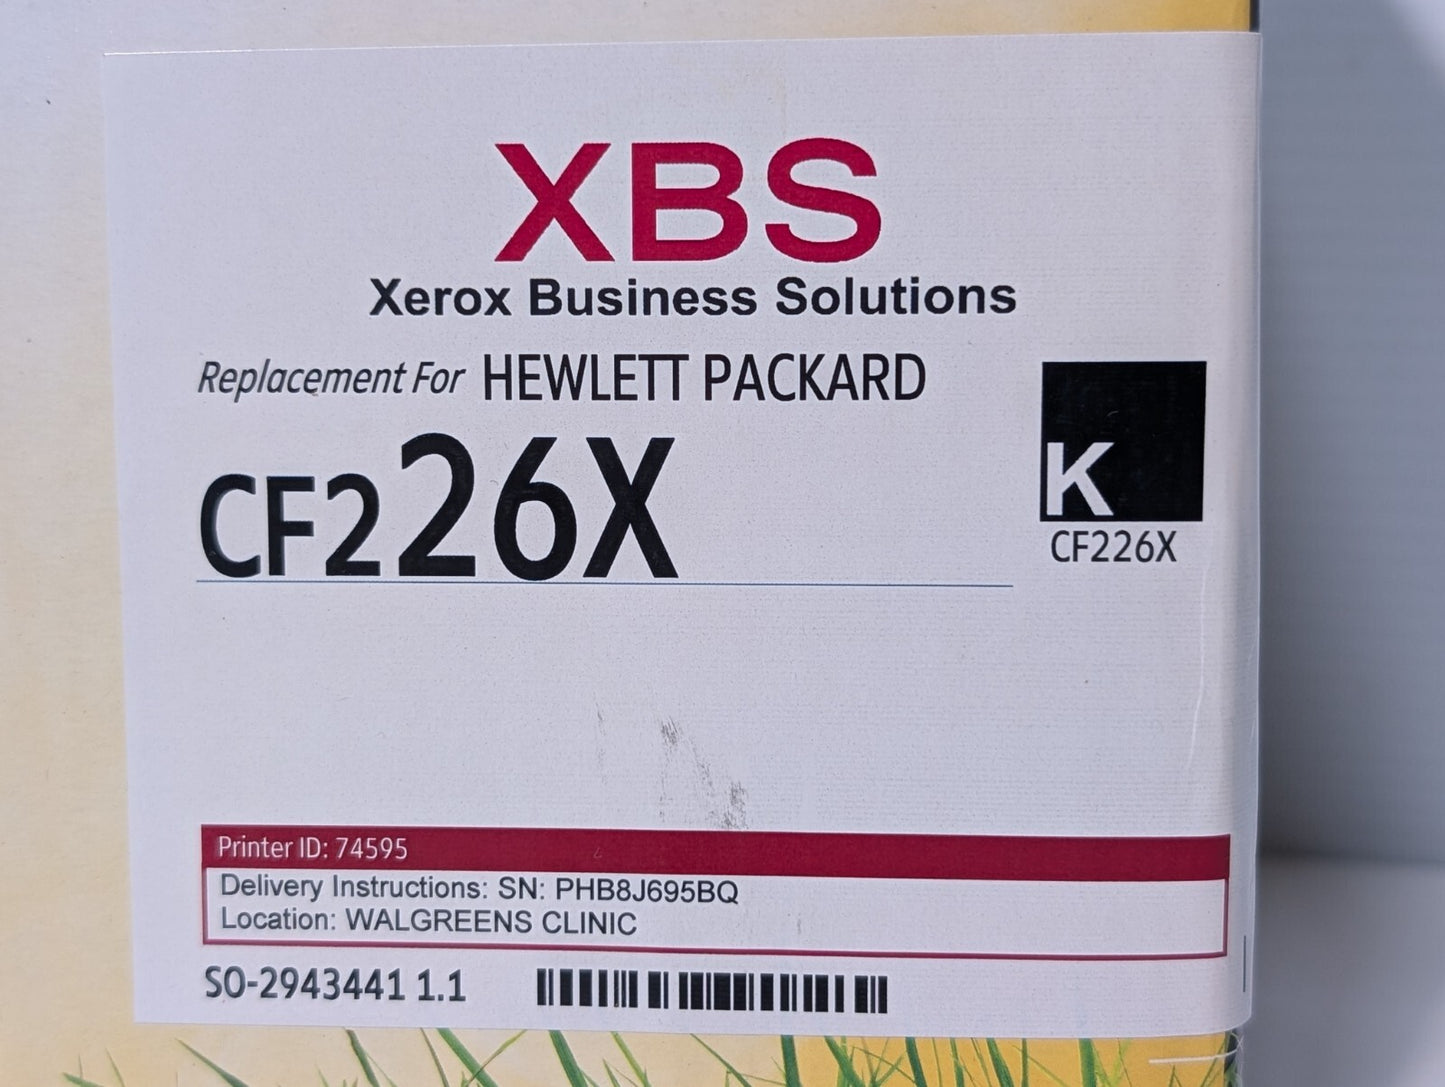 XBS
Xerox Business Solutions
Replacement For HEWLETT PACKARD
CF226X
K
CF226X
Printer ID: 74595
Delivery Instructions: SN: PHB8J695BQ
Location: WALGREENS CLINIC
SO-2943441 1.1